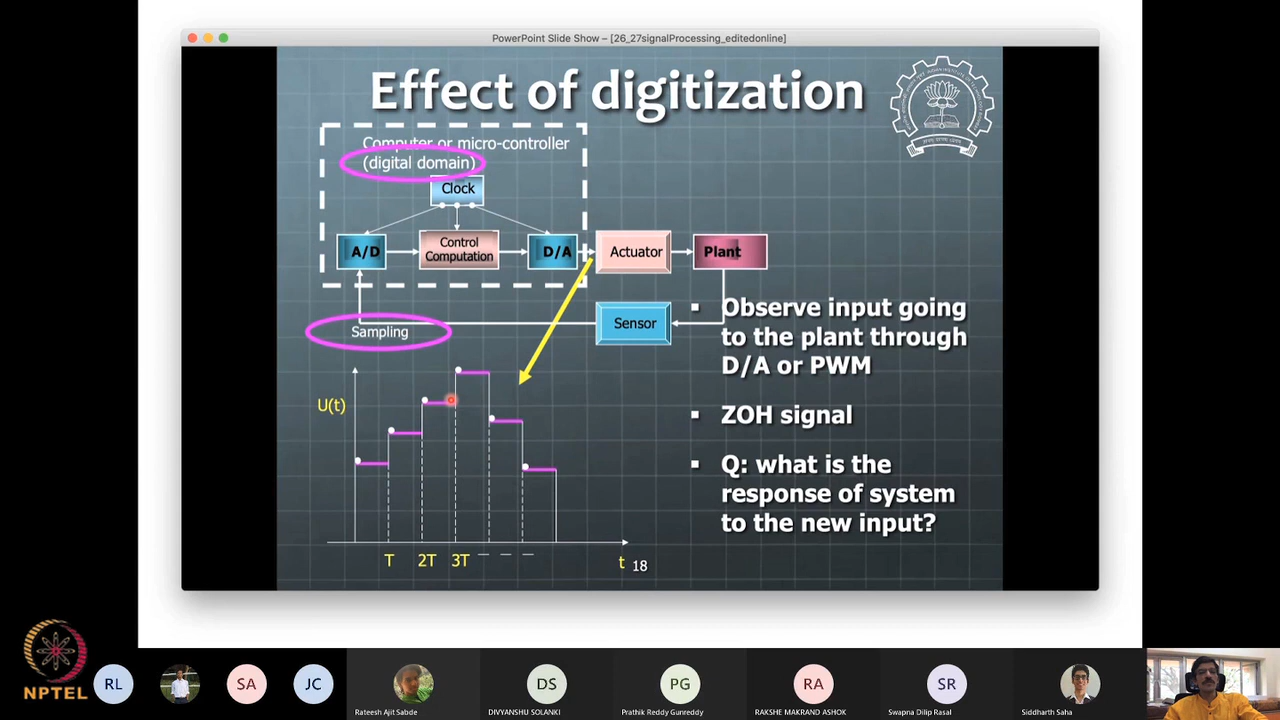 PowerPoint Slide Show – [26_27signalProcessing_editedonline]
Effect of digitization
Computer or micro-controller
(digital domain)
Clock
A/D
Control
Computation
D/A
Actuator
Plant
Sensor
Sampling
U(t)
T 2T 3T
t
18
▪ Observe input going
to the plant through
D/A or PWM
▪ ZOH signal
▪ Q: what is the
response of system
to the new input?
NPTEL
RL
SA
JC
Rateesh Ajit Sabde
DS
DIVYANSHU SOLANKI
PG
Prathik Reddy Gunreddy
RA
RAKSHE MAKRAND ASHOK
SR
Swapna Dilip Rasal
Siddharth Saha